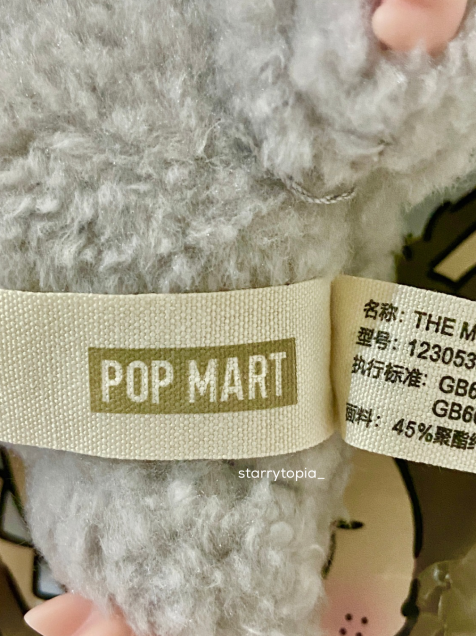 POP MART
名称: THE M
型号: 123053
执行标准: GB6
GB6
面料: 45%聚酯
starrytopia_